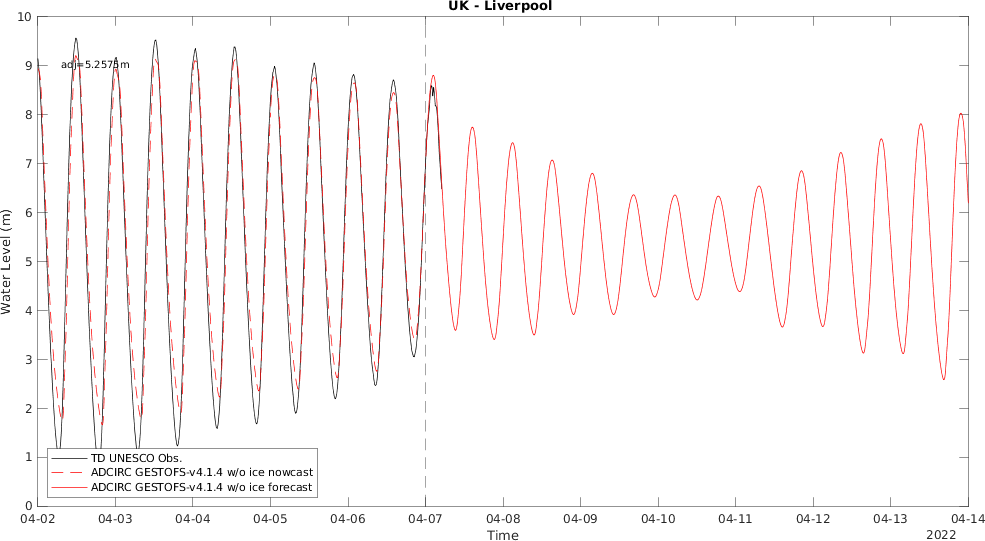 UK - Liverpool
10
9
8
7
6
5
4
3
2
1
0
Water Level (m)
adj=5.2575m
TD UNESCO Obs.
ADCIRC GESTOFS-v4.1.4 w/o ice nowcast
ADCIRC GESTOFS-v4.1.4 w/o ice forecast
04-02 04-03 04-04 04-05 04-06 04-07 04-08 04-09 04-10 04-11 04-12 04-13 04-14
Time
2022